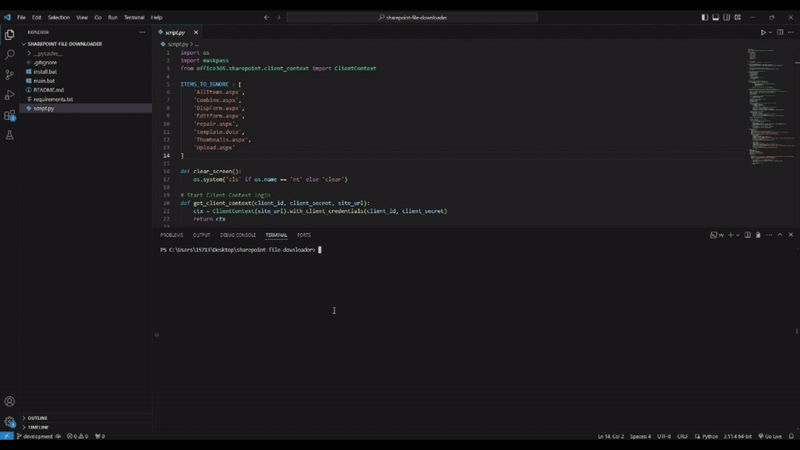 File Edit Selection View Go Run Terminal Help
sharepoint-file-downloader
EXPLORER
SHAREPOINT-FILE-DOWNLOADER
__pycache__
.gitignore
install.bat
main.bat
README.md
requirements.txt
script.py
OUTLINE
TIMELINE
script.py
script.py > ...
1 import os
2 import maskpass
3 from office365.sharepoint.client_context import ClientContext
4
5 ITEMS_TO_IGNORE = [
6 'AllItems.aspx',
7 'Combine.aspx',
8 'DispForm.aspx',
9 'EditForm.aspx',
10 'repair.aspx',
11 'template.dotx',
12 'Thumbnails.aspx',
13 'Upload.aspx'
14 ]
15
16 def clear_screen():
17 os.system("cls" if os.name == "nt" else "clear")
18
19 # Start Client Context login
20 def get_client_context(client_id, client_secret, site_url):
21 ctx = ClientContext(site_url).with_client_credentials(client_id, client_secret)
22 return ctx
PROBLEMS OUTPUT DEBUG CONSOLE TERMINAL PORTS
PS C:\Users\15713\Desktop\sharepoint-file-downloader>
development 0 0 0 Ln 14, Col 2 Spaces: 4 UTF-8 CRLF Python 3.11.4 64-bit Go Live